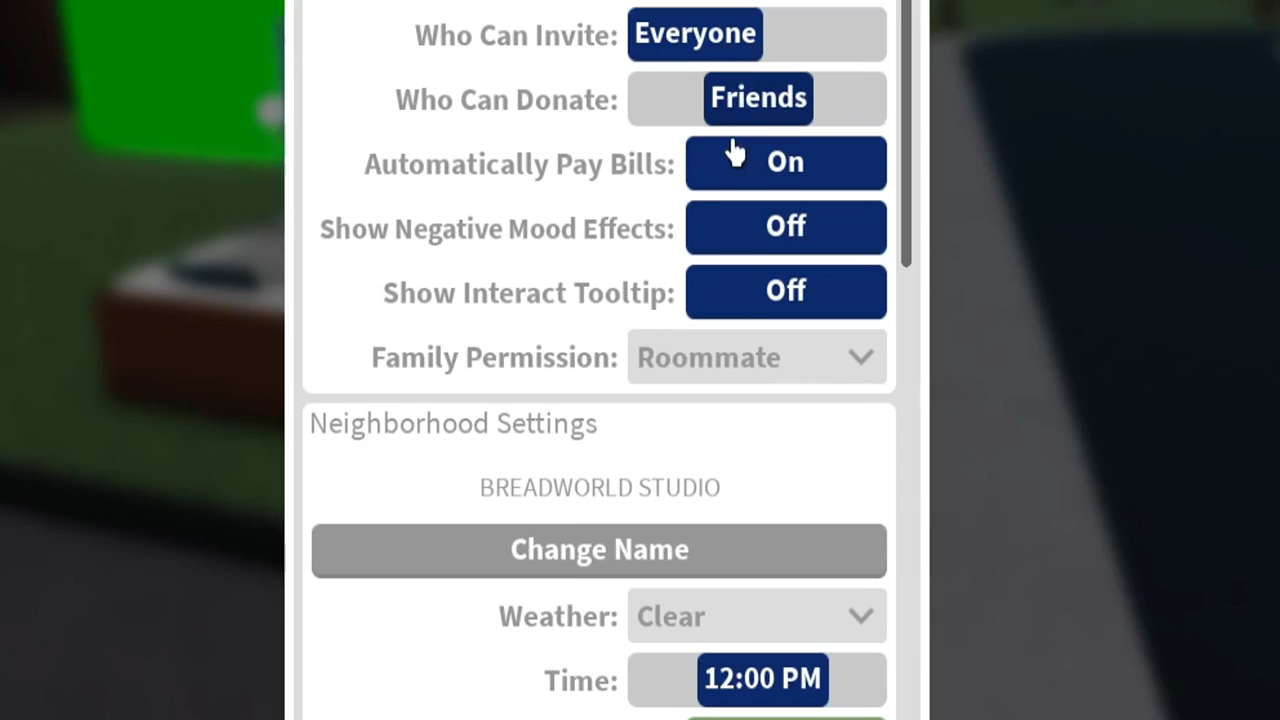 Who Can Invite: Everyone
Who Can Donate: Friends
Automatically Pay Bills: On
Show Negative Mood Effects: Off
Show Interact Tooltip: Off
Family Permission: Roommate
Neighborhood Settings
BREADWORLD STUDIO
Change Name
Weather: Clear
Time: 12:00 PM